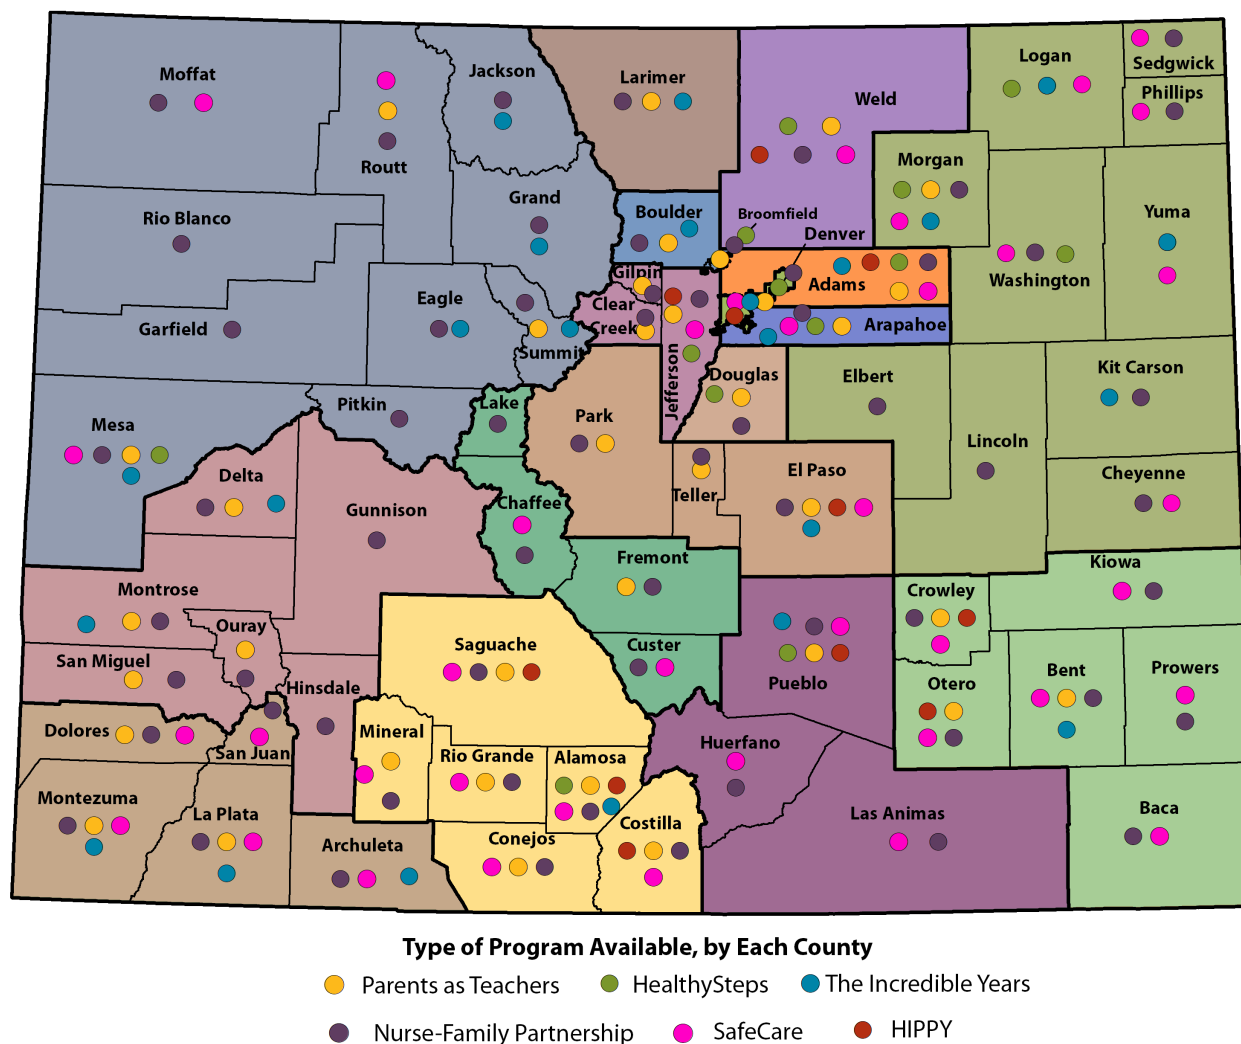 Moffat
Routt
Jackson
Larimer
Weld
Logan
Sedgwick
Phillips
Morgan
Rio Blanco
Grand
Boulder
Broomfield
Denver
Washington
Yuma
Garfield
Eagle
Summit
Gilpin
Clear
Creek
Jefferson
Adams
Arapahoe
Mesa
Pitkin
Lake
Park
Douglas
Elbert
Lincoln
Kit Carson
Cheyenne
Delta
Gunnison
Chaffee
Teller
El Paso
Montrose
Ouray
Fremont
Kiowa
Crowley
San Miguel
Hinsdale
Saguache
Custer
Pueblo
Otero
Bent
Prowers
Dolores
San Juan
Mineral
Rio Grande
Alamosa
Huerfano
Las Animas
Baca
Montezuma
La Plata
Archuleta
Conejos
Costilla
Type of Program Available, by Each County
Parents as Teachers
HealthySteps
The Incredible Years
Nurse-Family Partnership
SafeCare
HIPPY